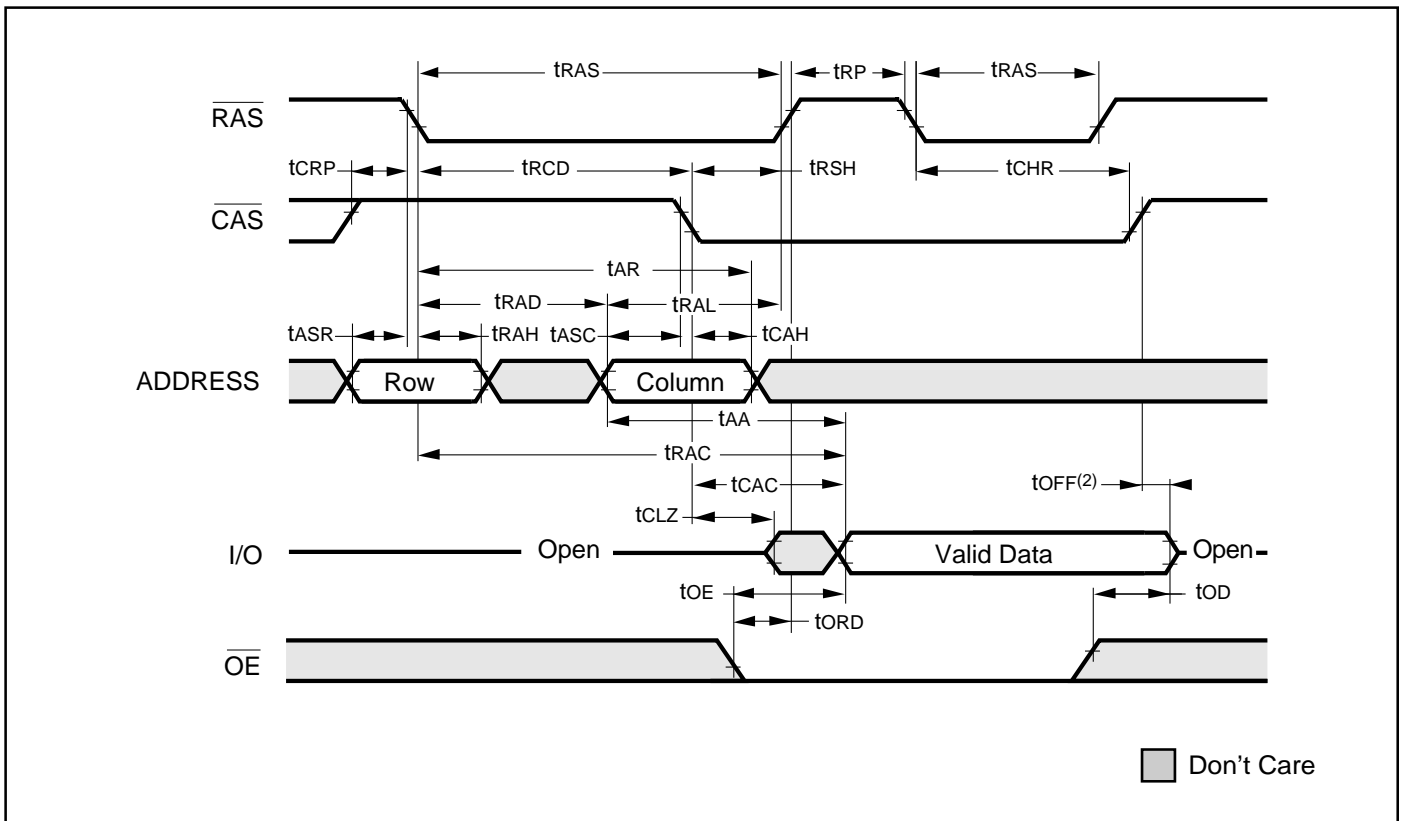 tRAS tRP tRAS
RAS
tCRP tRCD tRSH tCHR
CAS
tAR
tRAD tRAL
tASR tRAH tASC tCAH
ADDRESS Row Column
tAA
tRAC
tCAC tOFF(2)
tCLZ
I/O Open Valid Data Open
tOE tOD
tORD
OE
Don't Care